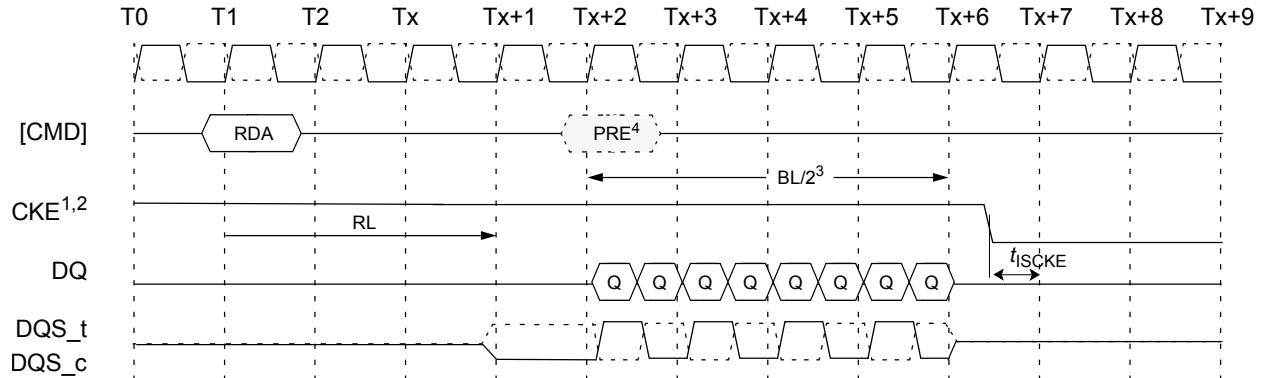 T0 T1 T2 Tx Tx+1 Tx+2 Tx+3 Tx+4 Tx+5 Tx+6 Tx+7 Tx+8 Tx+9
[CMD] RDA PRE4
BL/23
CKE1,2
RL
tISCKE
DQ Q Q Q Q Q Q Q Q
DQS_t
DQS_c